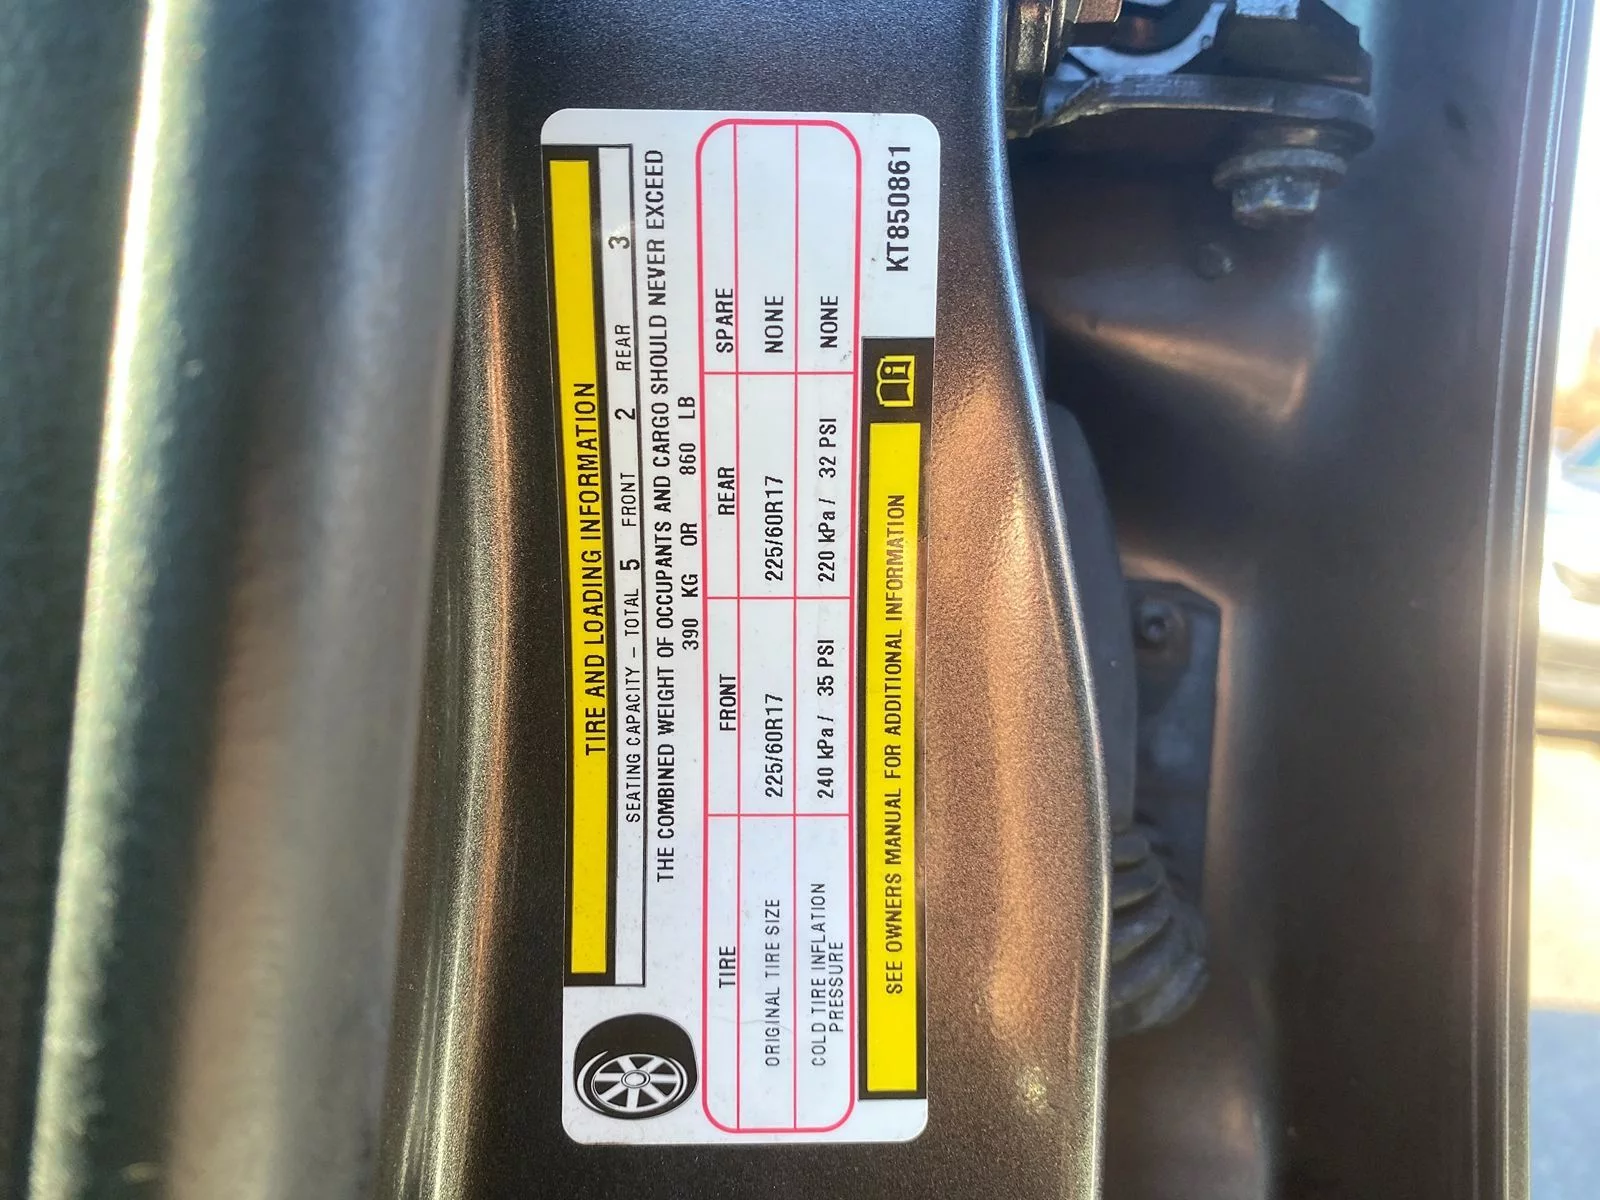 TIRE AND LOADING INFORMATION
SEATING CAPACITY – TOTAL 5 FRONT 2 REAR 3
THE COMBINED WEIGHT OF OCCUPANTS AND CARGO SHOULD NEVER EXCEED
390 KG OR 860 LB
TIRE FRONT REAR SPARE
ORIGINAL TIRE SIZE 225/60R17 225/60R17 NONE
COLD TIRE INFLATION PRESSURE 240 kPa / 35 PSI 220 kPa / 32 PSI NONE
SEE OWNERS MANUAL FOR ADDITIONAL INFORMATION
KT850861